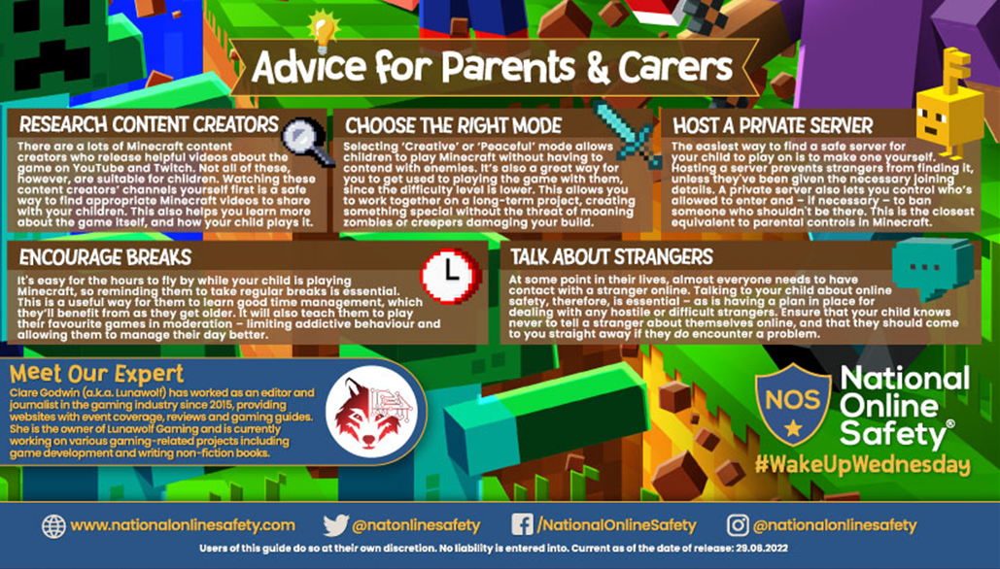 Advice for Parents & Carers
RESEARCH CONTENT CREATORS
There are a lots of Minecraft content
creators who release helpful videos about the
game on YouTube and Twitch. Not all of these,
however, are suitable for children. Watching these
content creators' channels yourself first is a safe
way to find appropriate Minecraft videos to share
with your children. This also helps you learn more
about the game itself, and how your child plays it.
CHOOSE THE RIGHT MODE
Selecting 'Creative' or 'Peaceful' mode allows
children to play Minecraft without having to
contend with enemies. It's also a great way for
you to get used to playing the game with them,
since the difficulty level is lower. This allows you
to work together on a long-term project, creating
something special without the threat of moaning
zombies or creepers damaging your build.
HOST A PRIVATE SERVER
The easiest way to find a safe server for
your child to play on is to make one yourself.
Hosting a server prevents strangers from finding it,
unless they've been given the necessary joining
details. A private server also lets you control who's
allowed to enter and – if necessary – to ban
someone who shouldn't be there. This is the closest
equivalent to parental controls in Minecraft.
ENCOURAGE BREAKS
It's easy for the hours to fly by while your child is playing
Minecraft, so reminding them to take regular breaks is essential.
This is a useful way for them to learn good time management, which
they'll benefit from as they get older. It will also teach them to play
their favourite games in moderation – limiting addictive behaviour and
allowing them to manage their day better.
TALK ABOUT STRANGERS
At some point in their lives, almost everyone needs to have
contact with a stranger online. Talking to your child about online
safety, therefore, is essential – as is having a plan in place for
dealing with any hostile or difficult strangers. Ensure that your child knows
never to tell a stranger about themselves online, and that they should come
to you straight away if they do encounter a problem.
Meet Our Expert
Clare Godwin (a.k.a. Lunawolf) has worked as an editor and
journalist in the gaming industry since 2015, providing
websites with event coverage, reviews and gaming guides.
She is the owner of Lunawolf Gaming and is currently
working on various gaming-related projects including
game development and writing non-fiction books.
NOS
National
Online
Safety®
#WakeUpWednesday
www.nationalonlinesafety.com
@natonlinesafety
/NationalOnlineSafety
@nationalonlinesafety
Users of this guide do so at their own discretion. No liability is entered into. Current as of the date of release: 29.06.2022